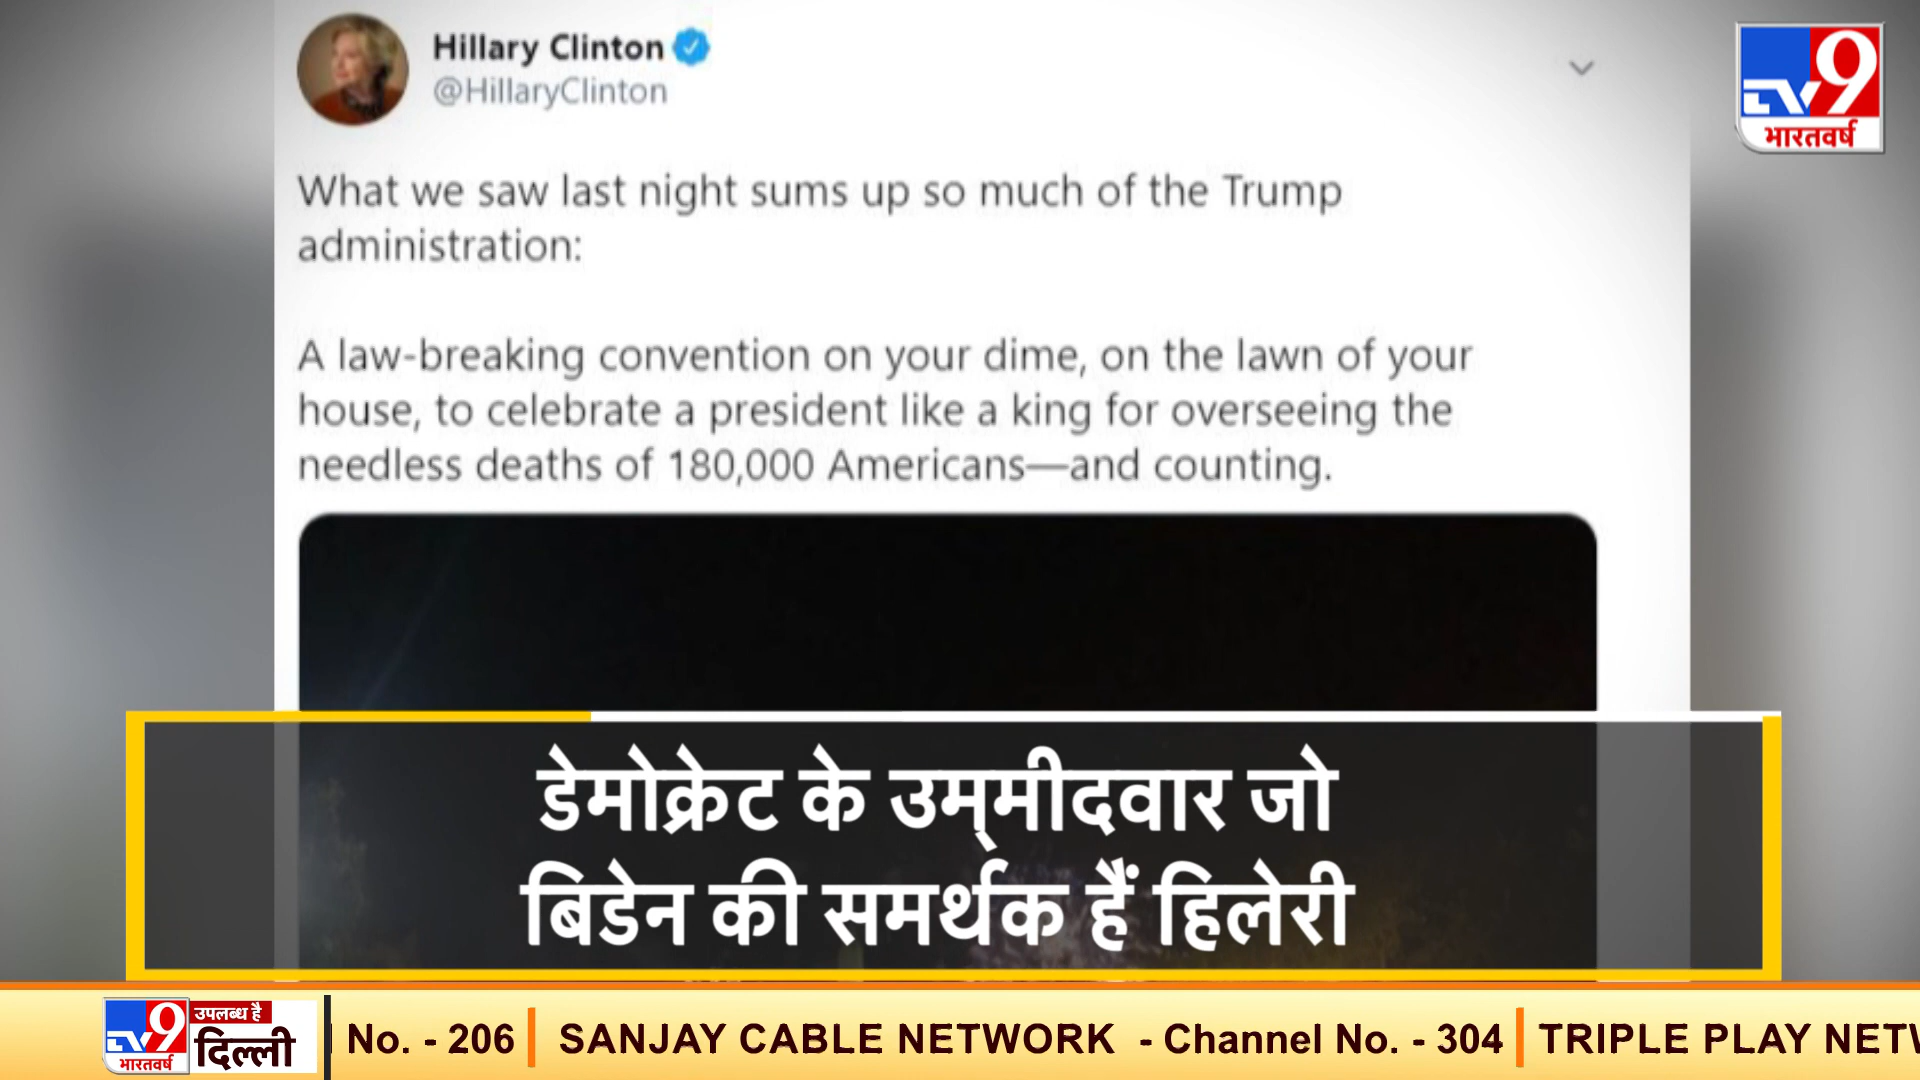 Hillary Clinton
@HillaryClinton
TV9
भारतवर्ष
What we saw last night sums up so much of the Trump
administration:
A law-breaking convention on your dime, on the lawn of your
house, to celebrate a president like a king for overseeing the
needless deaths of 180,000 Americans—and counting.
डेमोक्रेट के उम्मीदवार जो
बिडेन की समर्थक हैं हिलेरी
TV9
भारतवर्ष
उपलब्ध है
दिल्ली
No. - 206 | SANJAY CABLE NETWORK - Channel No. - 304 | TRIPLE PLAY